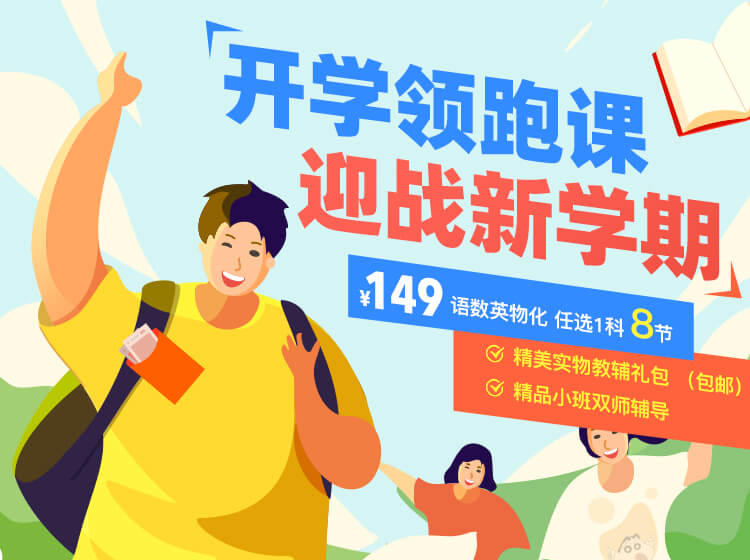 开学领跑课
迎战新学期
¥149 语数英物化 任选1科 8节
精美实物教辅礼包 （包邮）
精品小班双师辅导